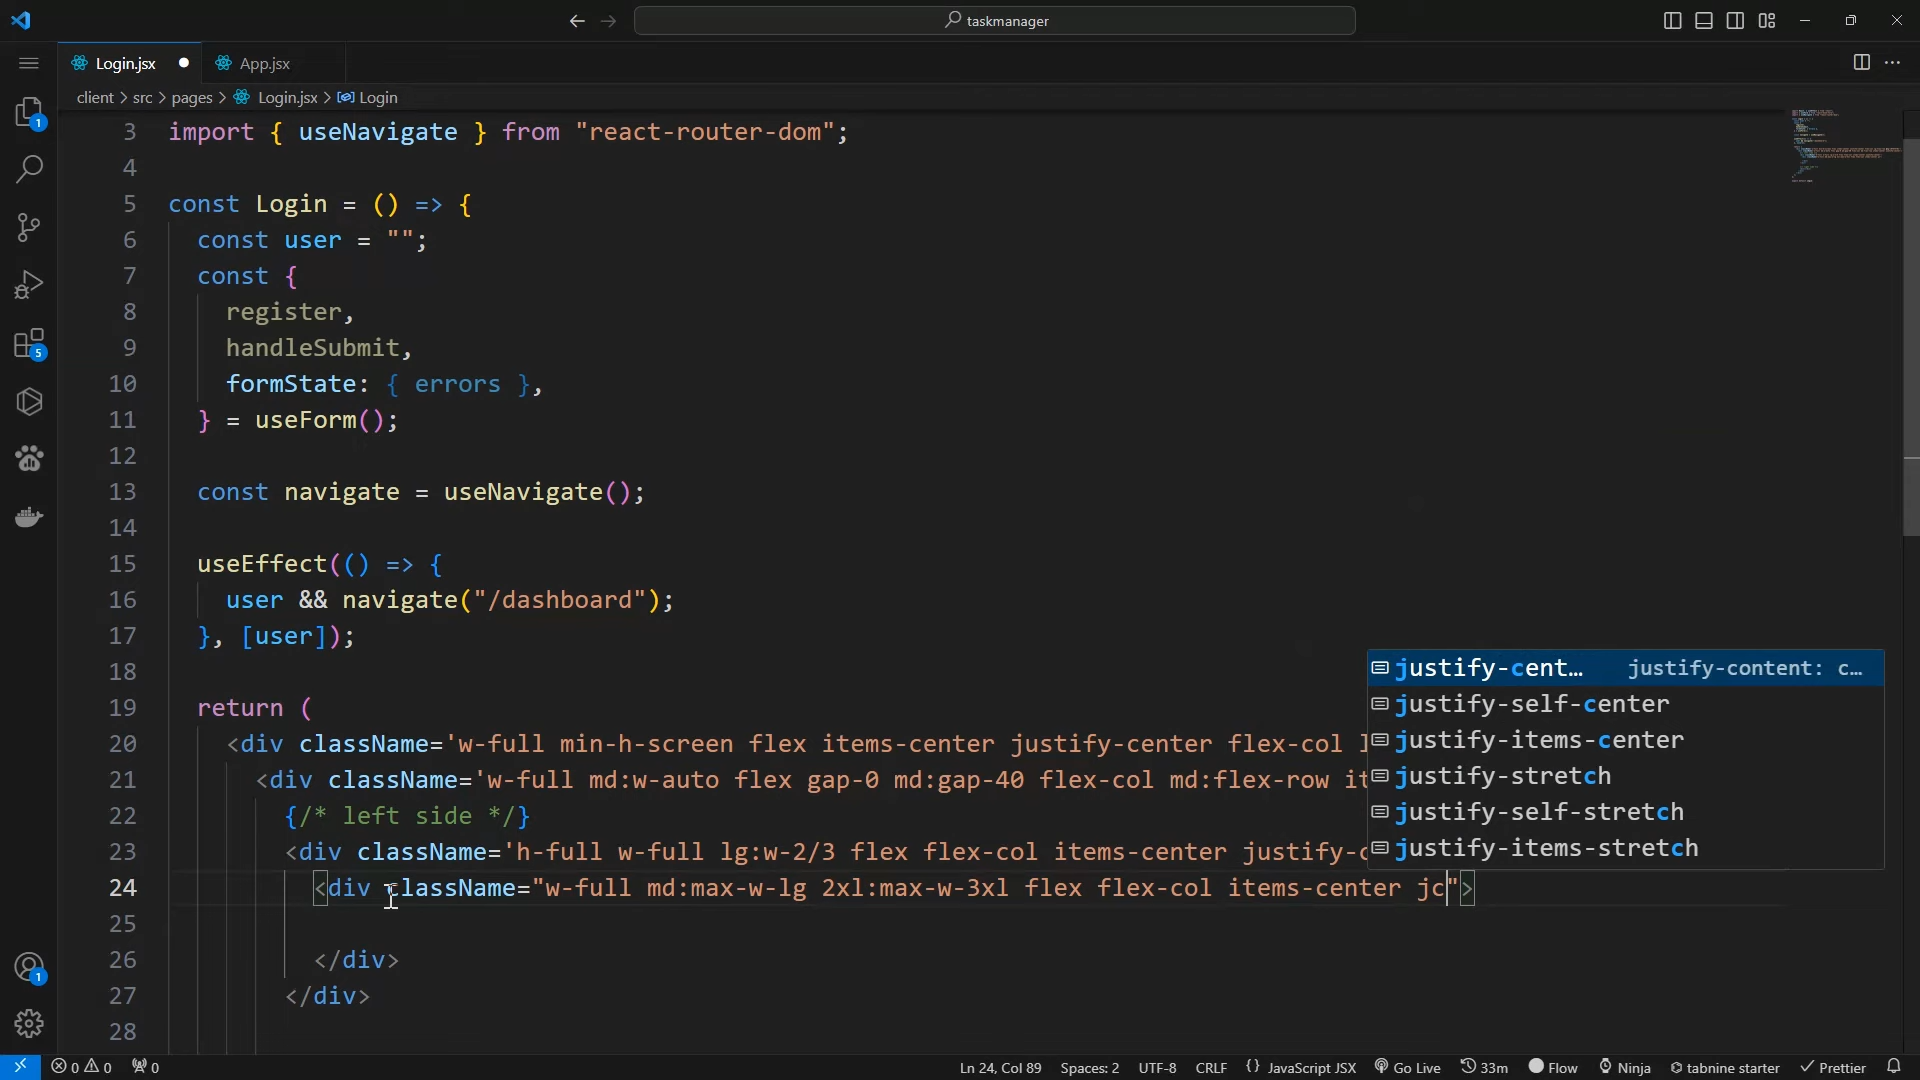 taskmanager
Login.jsx
App.jsx
client > src > pages > Login.jsx > Login
1
5
1
3 import { useNavigate } from "react-router-dom";
4
5 const Login = () => {
6 const user = "";
7 const {
8 register,
9 handleSubmit,
10 formState: { errors },
11 } = useForm();
12
13 const navigate = useNavigate();
14
15 useEffect(() => {
16 user && navigate("/dashboard");
17 }, [user]);
18
19 return (
20 <div className='w-full min-h-screen flex items-center justify-center flex-col l
21 <div className='w-full md:w-auto flex gap-0 md:gap-40 flex-col md:flex-row it
22 {/* left side */}
23 <div className='h-full w-full lg:w-2/3 flex flex-col items-center justify-c
24 <div className="w-full md:max-w-lg 2xl:max-w-3xl flex flex-col items-center jc">
25
26 </div>
27 </div>
28
justify-cent… justify-content: c…
justify-self-center
justify-items-center
justify-stretch
justify-self-stretch
justify-items-stretch
0 0 0 Ln 24, Col 89 Spaces: 2 UTF-8 CRLF {} JavaScript JSX Go Live 33m Flow Ninja tabnine starter Prettier